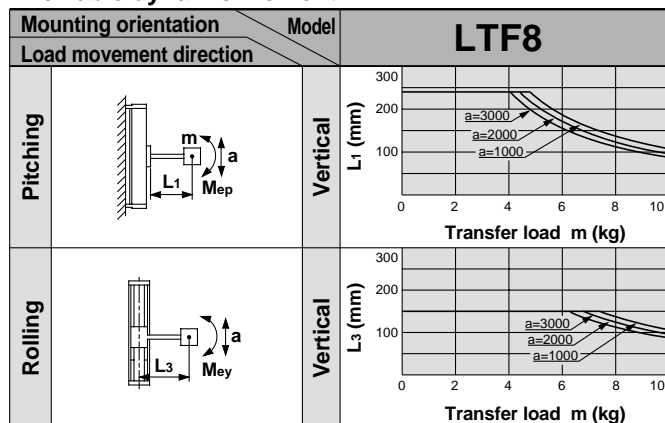 Mounting orientation
Model
Load movement direction
LTF8
Pitching
m
a
L1
Mep
Vertical
L1 (mm)
300
200
100
a=3000
a=2000
a=1000
0 2 4 6 8 10
Transfer load m (kg)
Rolling
a
L3
Mey
Vertical
L3 (mm)
300
200
100
a=3000
a=2000
a=1000
0 2 4 6 8 10
Transfer load m (kg)